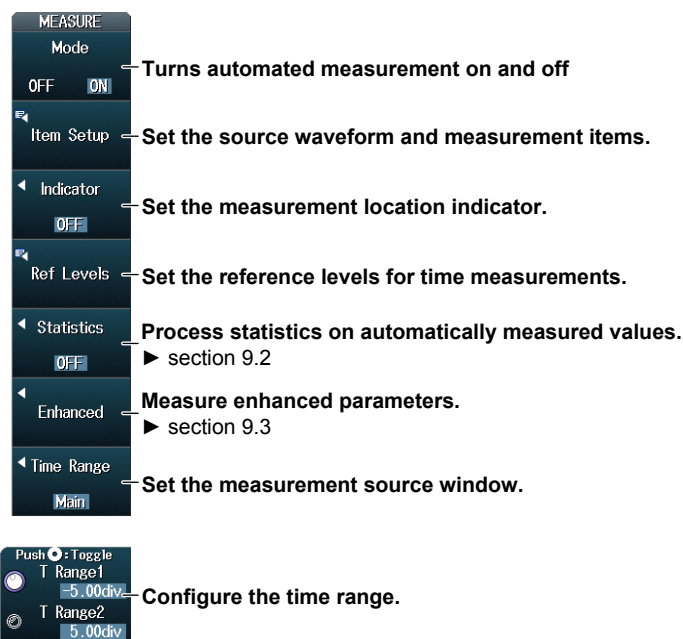 MEASURE
Mode
OFF ON
Turns automated measurement on and off
Item Setup
Set the source waveform and measurement items.
Indicator
OFF
Set the measurement location indicator.
Ref Levels
Set the reference levels for time measurements.
Statistics
OFF
Process statistics on automatically measured values.
► section 9.2
Enhanced
Measure enhanced parameters.
► section 9.3
Time Range
Main
Set the measurement source window.
Push :Toggle
T Range1
-5.00div
T Range2
5.00div
Configure the time range.